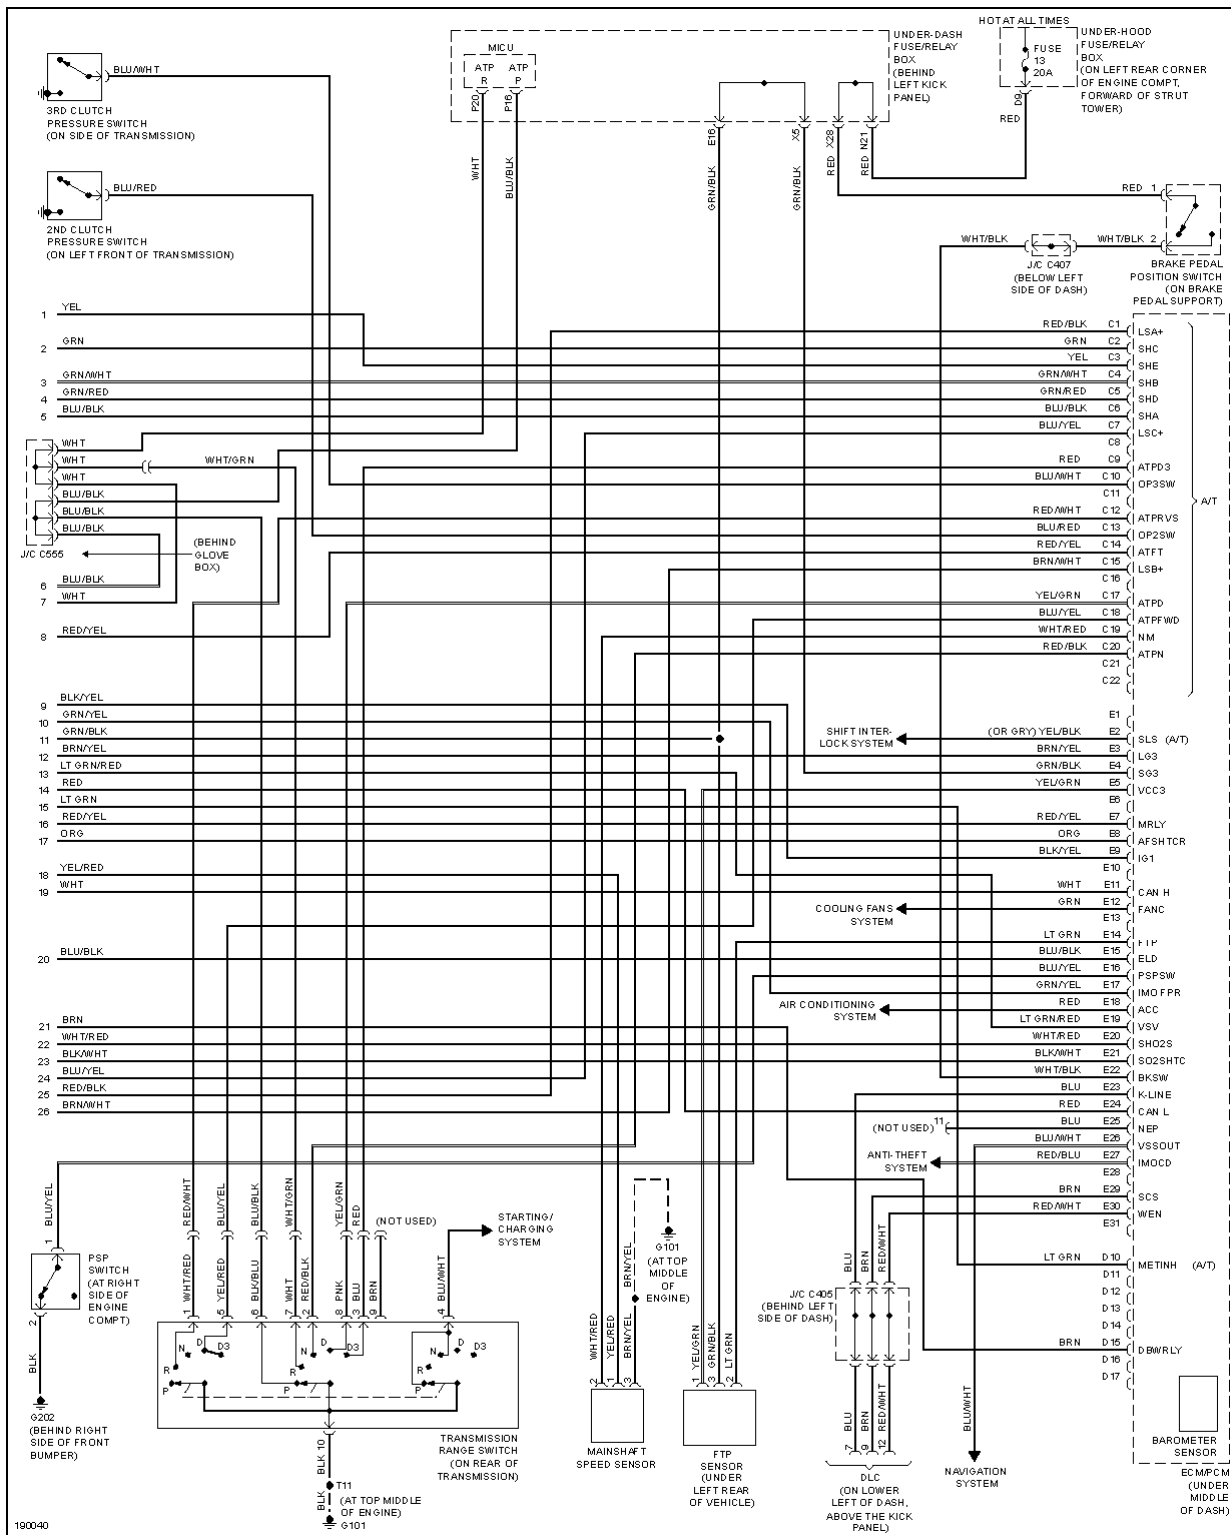 HOT AT ALL TIMES
UNDER-HOOD
FUSE/RELAY
BOX
(ON LEFT REAR CORNER
OF ENGINE COMPT,
FORWARD OF STRUT
TOWER)
FUSE
13
20A
D9
RED
UNDER-DASH
FUSE/RELAY
BOX
(BEHIND
LEFT KICK
PANEL)
MICU
ATP
R
ATP
P
P20
P16
E16
X5
RED X28
RED N21
WHT
BLU/BLK
GRN/BLK
GRN/BLK
BLU/WHT
3RD CLUTCH
PRESSURE SWITCH
(ON SIDE OF TRANSMISSION)
BLU/RED
2ND CLUTCH
PRESSURE SWITCH
(ON LEFT FRONT OF TRANSMISSION)
RED 1
WHT/BLK
WHT/BLK 2
J/C C407
(BELOW LEFT
SIDE OF DASH)
BRAKE PEDAL
POSITION SWITCH
(ON BRAKE
PEDAL SUPPORT)
1 YEL
2 GRN
3 GRN/WHT
4 GRN/RED
5 BLU/BLK
WHT
WHT
WHT/GRN
WHT
BLU/BLK
BLU/BLK
BLU/BLK
J/C C555
(BEHIND
GLOVE
BOX)
6 BLU/BLK
7 WHT
8 RED/YEL
9 BLK/YEL
10 GRN/YEL
11 GRN/BLK
12 BRN/YEL
13 LT GRN/RED
14 RED
15 LT GRN
16 RED/YEL
17 ORG
18 YEL/RED
19 WHT
20 BLU/BLK
21 BRN
22 WHT/RED
23 BLK/WHT
24 BLU/YEL
25 RED/BLK
26 BRN/WHT
RED/BLK C1 LSA+
GRN C2 SHC
YEL C3 SHE
GRN/WHT C4 SHB
GRN/RED C5 SHD
BLU/BLK C6 SHA
BLU/YEL C7 LSC+
C8
RED C9 ATPD3
BLU/WHT C10 OP3SW
C11
A/T
RED/WHT C12 ATPRVS
BLU/RED C13 OP2SW
RED/YEL C14 ATFT
BRN/WHT C15 LSB+
C16
YEL/GRN C17 ATPD
BLU/YEL C18 ATPFWD
WHT/RED C19 NM
RED/BLK C20 ATPN
C21
C22
E1
SHIFT INTER-
LOCK SYSTEM
(OR GRY) YEL/BLK E2 SLS (A/T)
BRN/YEL E3 LG3
GRN/BLK E4 SG3
YEL/GRN E5 VCC3
E6
RED/YEL E7 MRLY
ORG E8 AFSHTCR
BLK/YEL E9 IG1
E10
WHT E11 CAN H
COOLING FANS
SYSTEM
GRN E12 FANC
E13
LT GRN E14 FTP
BLU/BLK E15 ELD
BLU/YEL E16 PSPSW
GRN/YEL E17 IMO FPR
AIR CONDITIONING
SYSTEM
RED E18 ACC
LT GRN/RED E19 VSV
WHT/RED E20 SHO2S
BLK/WHT E21 SO2SHTC
WHT/BLK E22 BKSW
BLU E23 K-LINE
RED E24 CAN L
(NOT USED) 11
BLU E25 NEP
BLU/WHT E26 VSSOUT
ANTI-THEFT
SYSTEM
RED/BLU E27 IMOCD
E28
BRN E29 SCS
RED/WHT E30 WEN
E31
LT GRN D10 METINH (A/T)
D11
D12
D13
D14
BRN D15 DBWRLY
D16
D17
BAROMETER
SENSOR
ECM/PCM
(UNDER
MIDDLE
OF DASH)
BLU/YEL
1
PSP
SWITCH
(AT RIGHT
SIDE OF
ENGINE
COMPT)
2
BLK
G202
(BEHIND RIGHT
SIDE OF FRONT
BUMPER)
RED/WHT
BLU/YEL
BLU/BLK
WHT/GRN
YEL/GRN
RED
(NOT USED)
STARTING/
CHARGING
SYSTEM
1 WHT/RED
5 YEL/RED
6 BLK/BLU
7 WHT
2 RED/BLK
8 PNK
3 BLU
9 BRN
4 BLU/WHT
R
N
D
D3
P
R
N
D
D3
P
R
N
D
D3
P
TRANSMISSION
RANGE SWITCH
(ON REAR OF
TRANSMISSION)
BLK 10
T11
(AT TOP MIDDLE
OF ENGINE)
BLK
G101
BRN/YEL
G101
(AT TOP
MIDDLE
OF
ENGINE)
2 WHT/RED
1 YEL/RED
3 BRN/YEL
MAINSHAFT
SPEED SENSOR
1 YEL/GRN
3 GRN/BLK
2 LT GRN
FTP
SENSOR
(UNDER
LEFT REAR
OF VEHICLE)
BLU
BRN
RED/WHT
J/C C405
(BEHIND LEFT
SIDE OF DASH)
7 BLU
9 BRN
12 RED/WHT
DLC
(ON LOWER
LEFT OF DASH,
ABOVE THE KICK
PANEL)
BLU/WHT
NAVIGATION
SYSTEM
190040